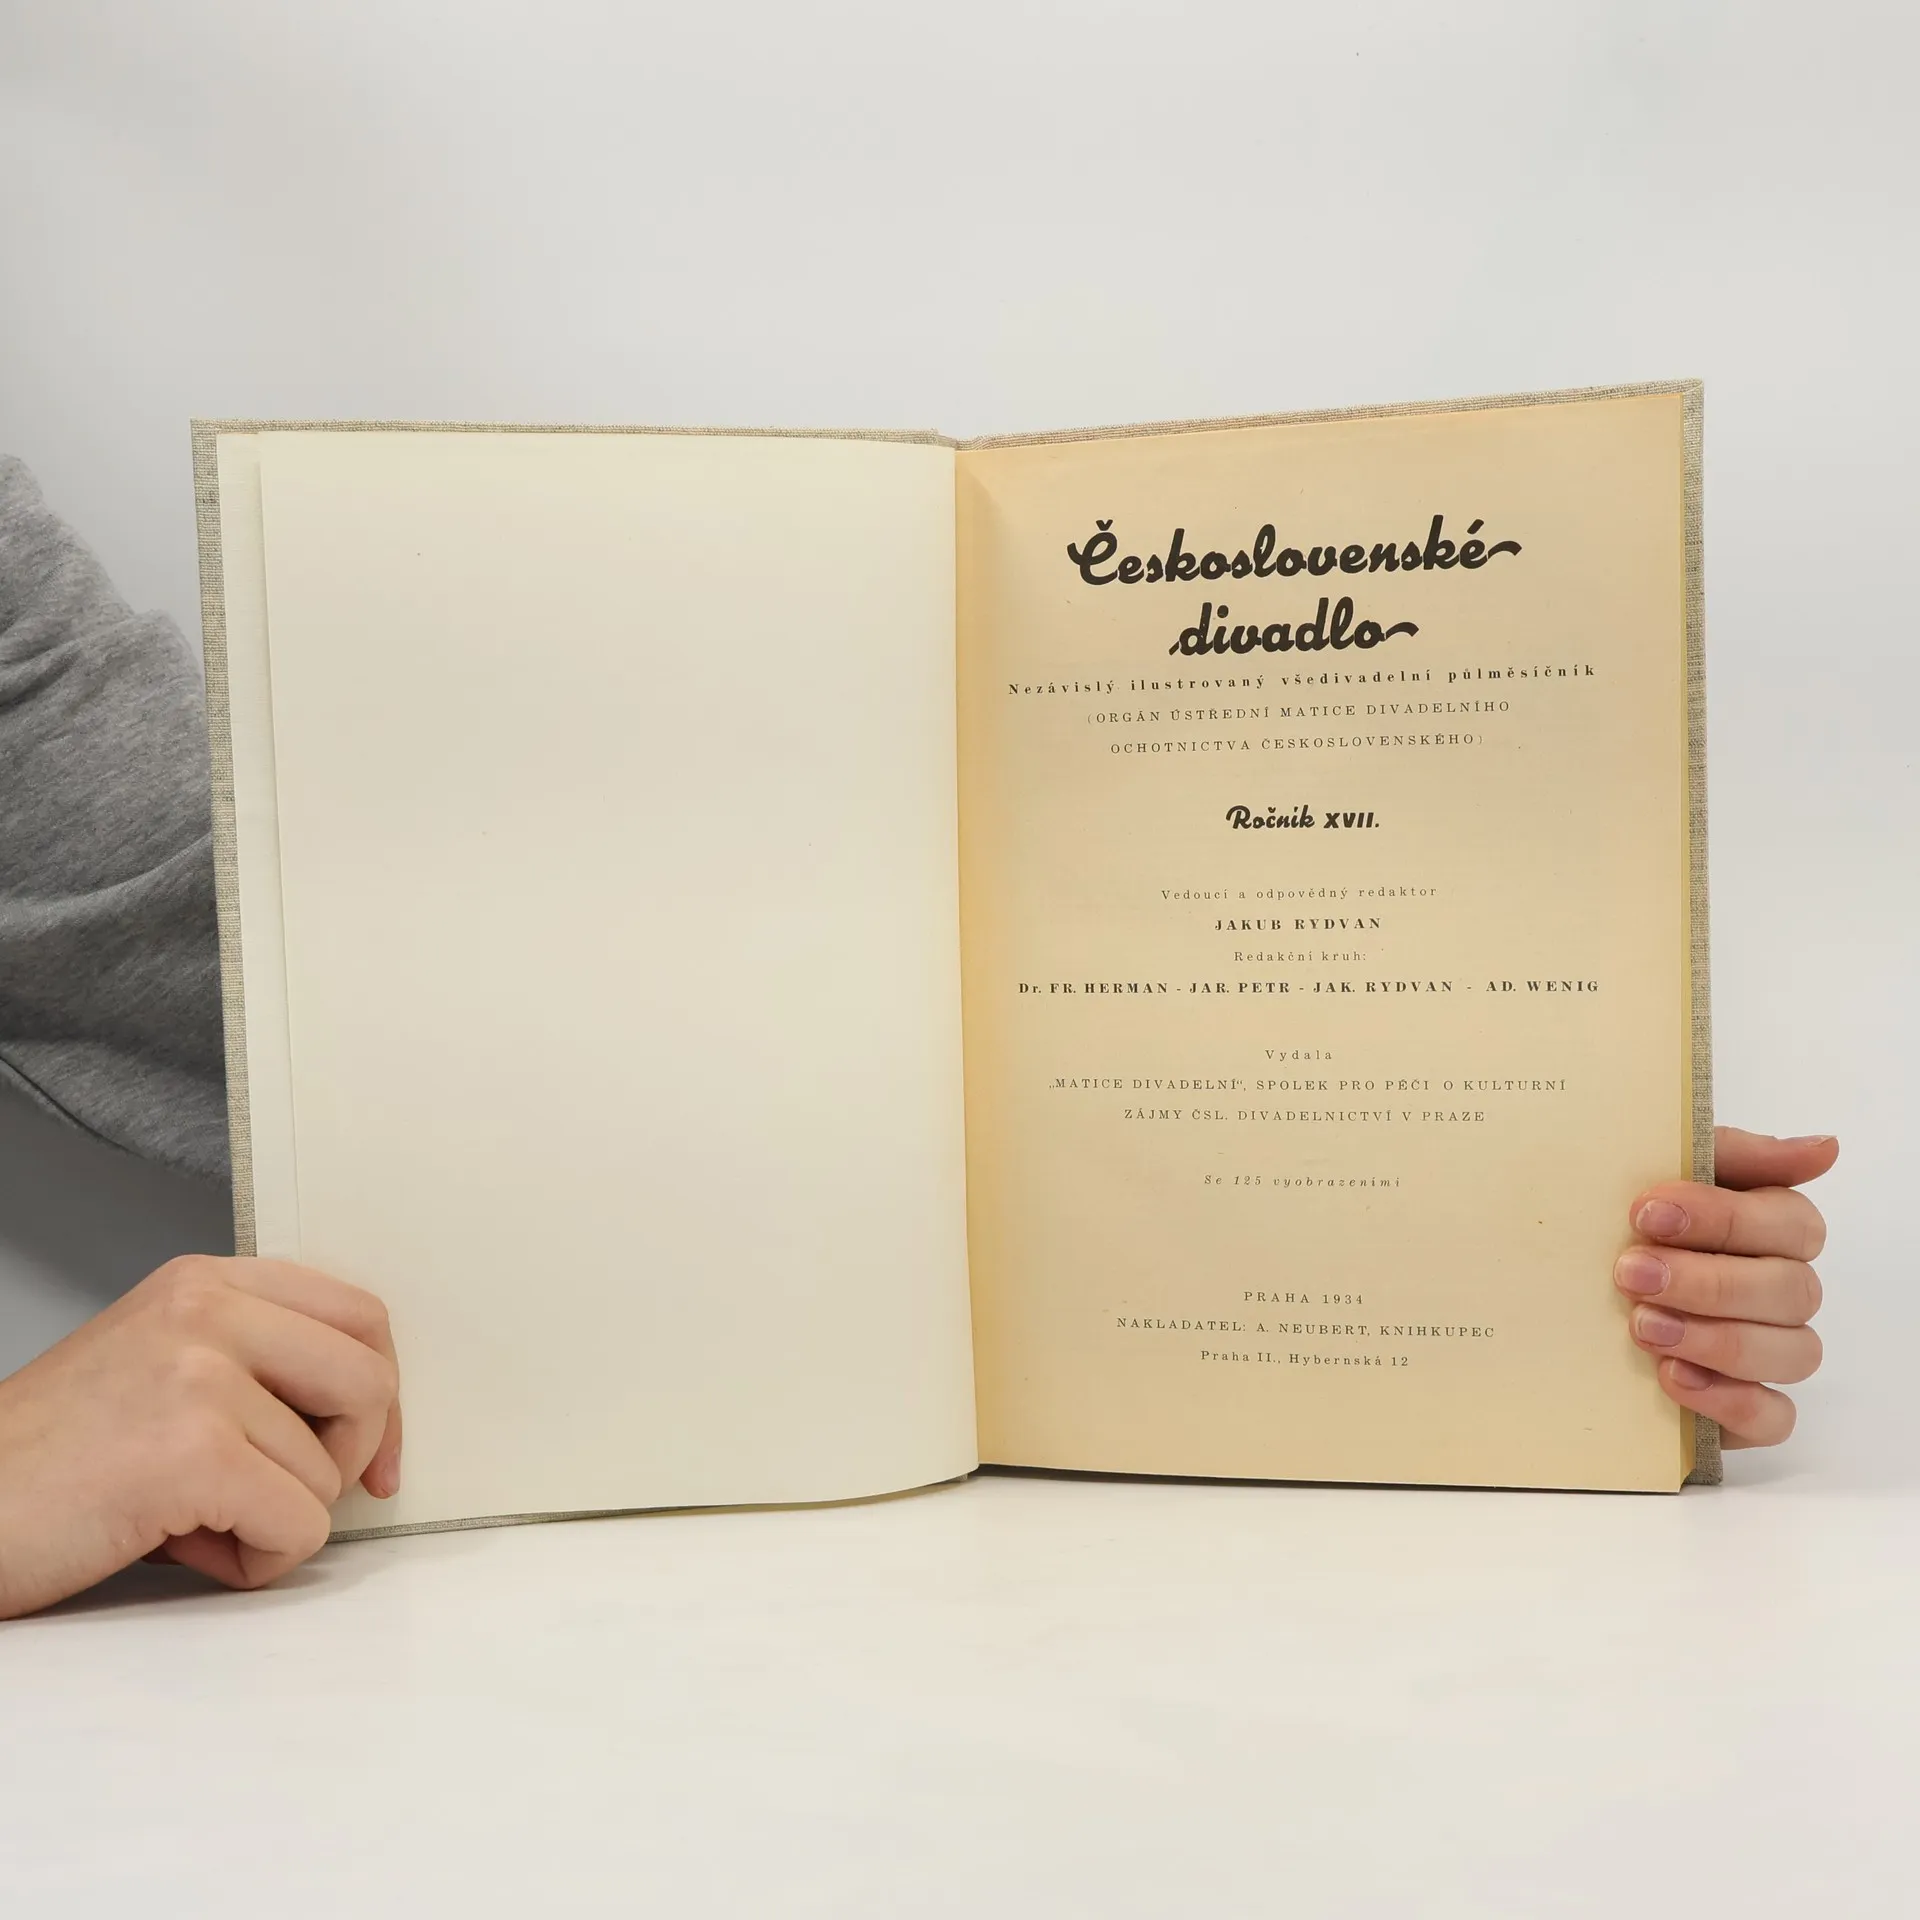 Československé
divadlo
Nezávislý ilustrovaný všedivadelní půlměsíčník
(ORGÁN ÚSTŘEDNÍ MATICE DIVADELNÍHO
OCHOTNICTVA ČESKOSLOVENSKÉHO)
Ročník XVII.
Vedoucí a odpovědný redaktor
JAKUB RYDVAN
Redakční kruh:
Dr. FR. HERMAN - JAR. PETR - JAK. RYDVAN - AD. WENIG
Vydala
„MATICE DIVADELNÍ“, SPOLEK PRO PÉČI O KULTURNÍ
ZÁJMY ČSL. DIVADELNICTVÍ V PRAZE
Se 125 vyobrazeními
PRAHA 1934
NAKLADATEL: A. NEUBERT, KNIHKUPEC
Praha II., Hybernská 12